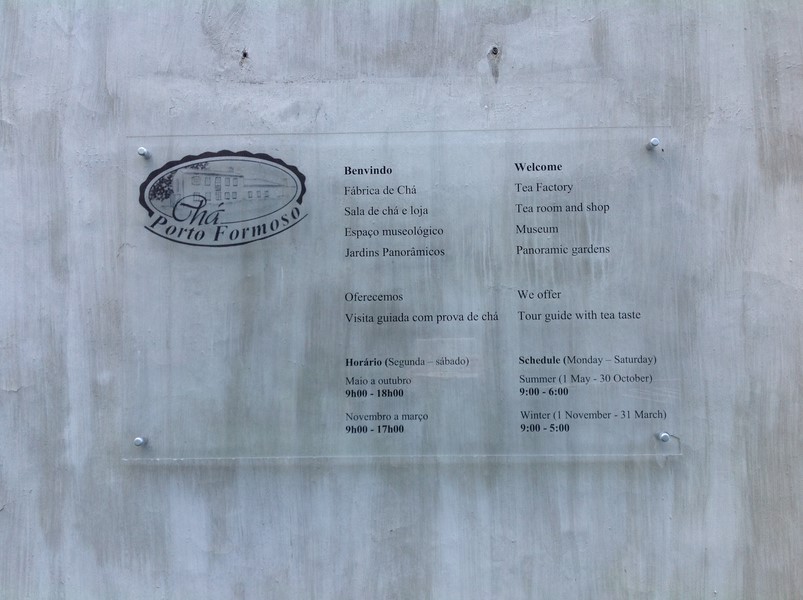 Chá
Porto Formoso
Benvindo
Fábrica de Chá
Sala de chá e loja
Espaço museológico
Jardins Panorâmicos
Oferecemos
Visita guiada com prova de chá
Horário (Segunda – sábado)
Maio a outubro
9h00 - 18h00
Novembro a março
9h00 - 17h00
Welcome
Tea Factory
Tea room and shop
Museum
Panoramic gardens
We offer
Tour guide with tea taste
Schedule (Monday – Saturday)
Summer (1 May - 30 October)
9:00 - 6:00
Winter (1 November - 31 March)
9:00 - 5:00